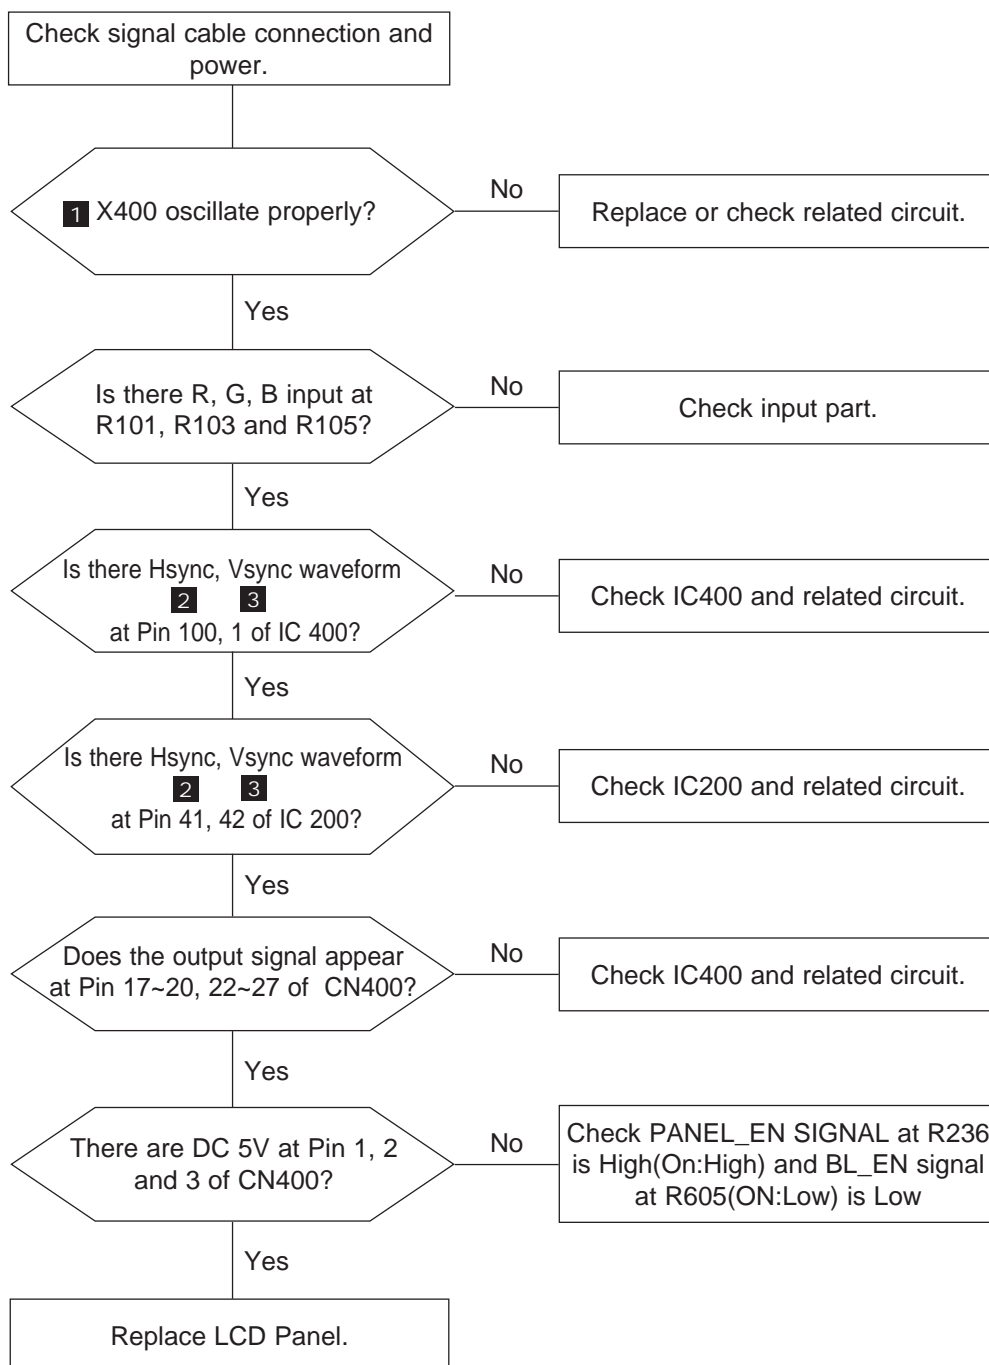 Check signal cable connection and
power.
1 X400 oscillate properly?
No
Replace or check related circuit.
Yes
Is there R, G, B input at
R101, R103 and R105?
No
Check input part.
Yes
Is there Hsync, Vsync waveform
2 3
at Pin 100, 1 of IC 400?
No
Check IC400 and related circuit.
Yes
Is there Hsync, Vsync waveform
2 3
at Pin 41, 42 of IC 200?
No
Check IC200 and related circuit.
Yes
Does the output signal appear
at Pin 17~20, 22~27 of CN400?
No
Check IC400 and related circuit.
Yes
There are DC 5V at Pin 1, 2
and 3 of CN400?
No
Check PANEL_EN SIGNAL at R236
is High(On:High) and BL_EN signal
at R605(ON:Low) is Low
Yes
Replace LCD Panel.